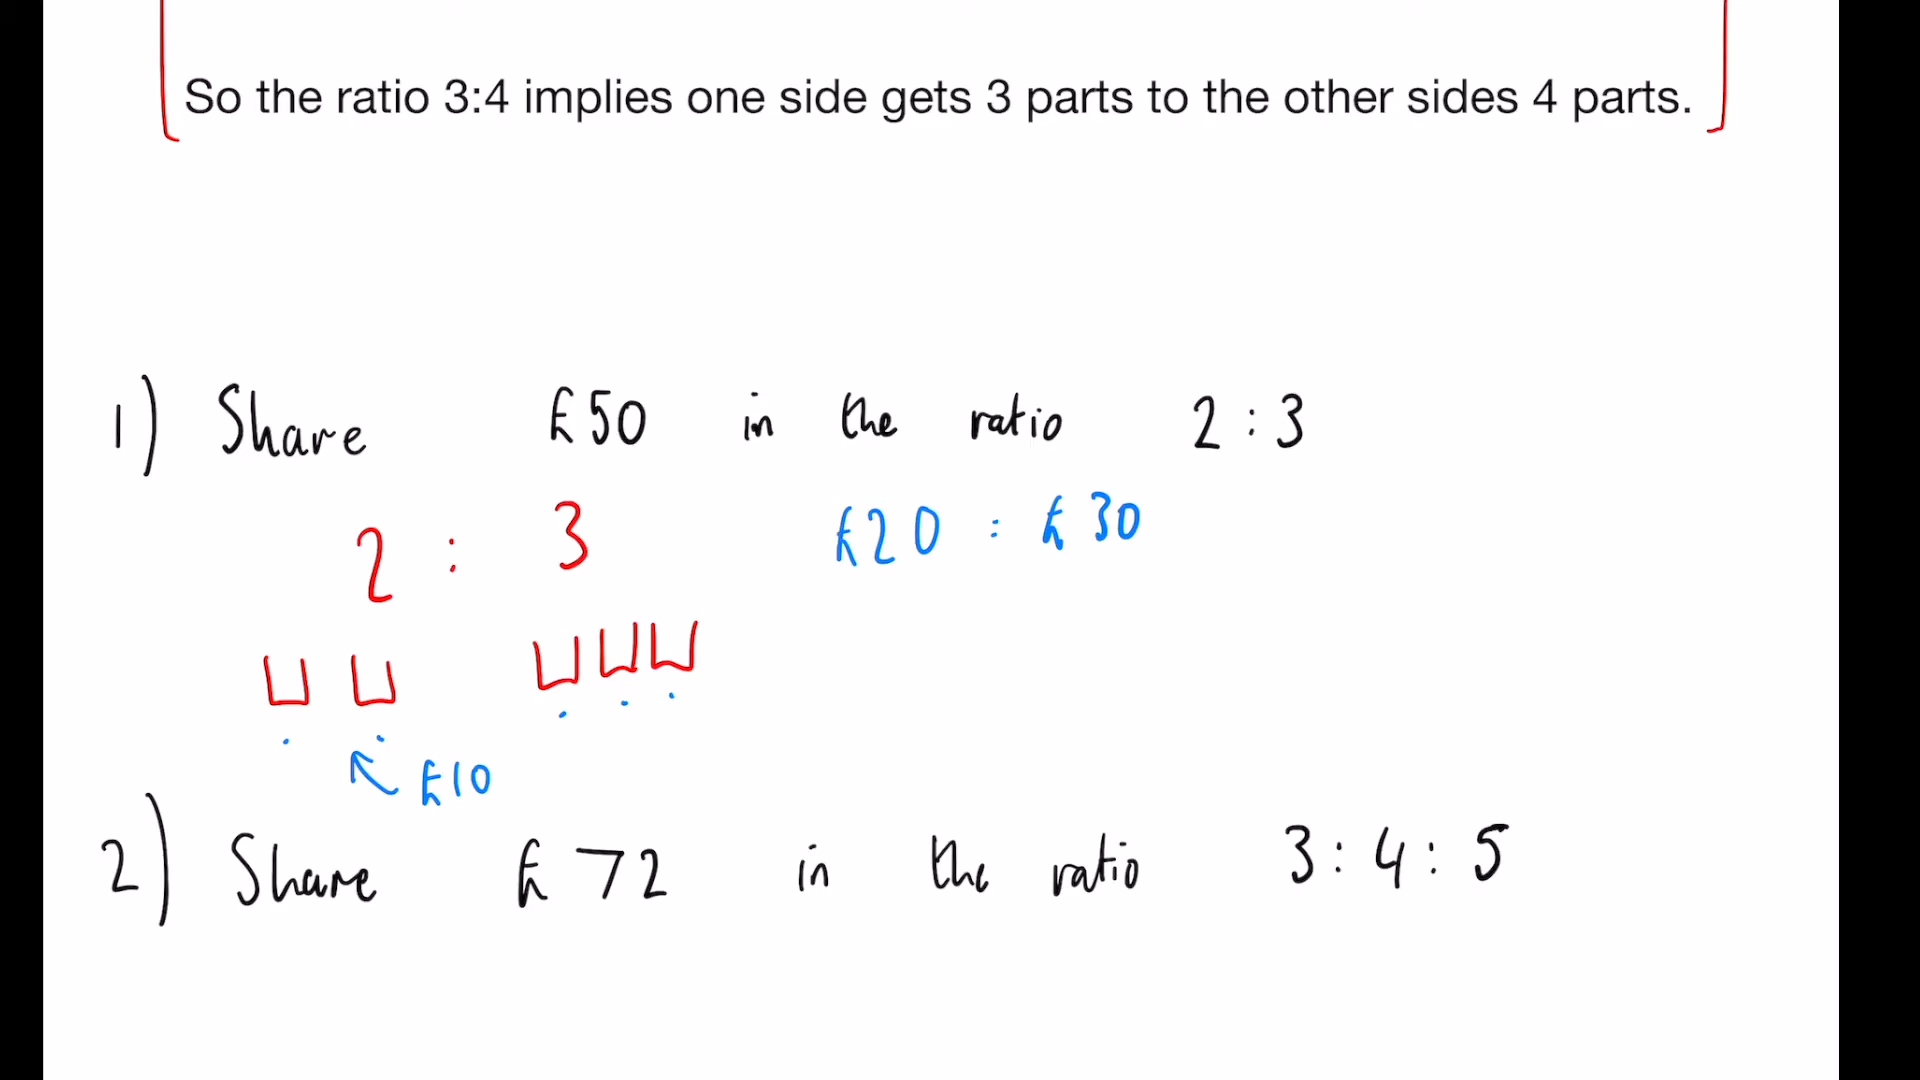 So the ratio 3:4 implies one side gets 3 parts to the other sides 4 parts.
1) Share £50 in the ratio 2:3
2 : 3 £20 : £30
£10
2) Share £72 in the ratio 3:4:5